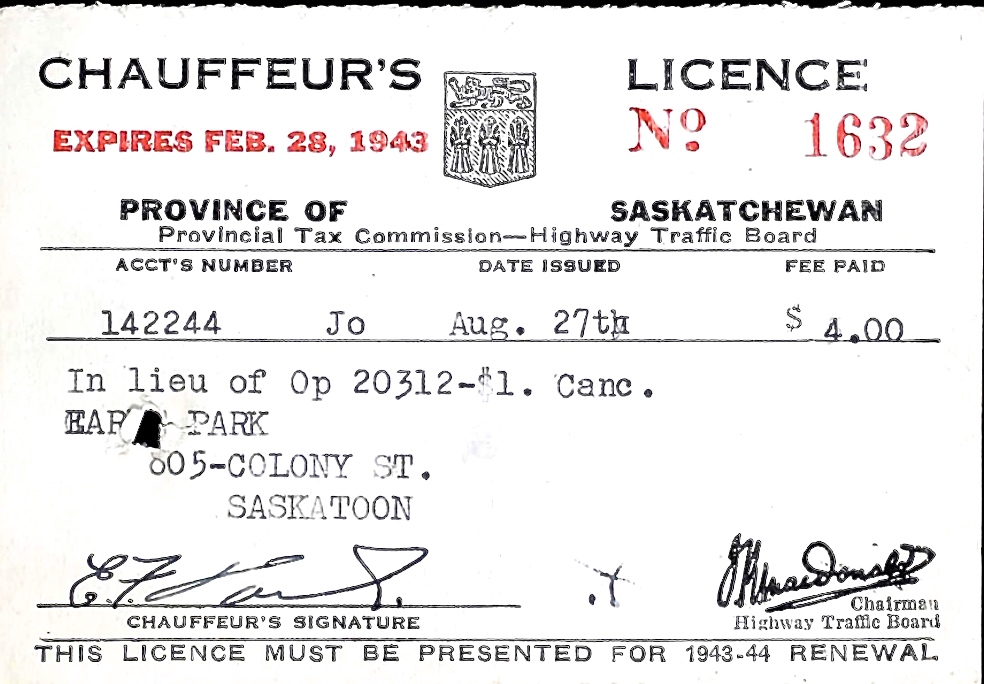 CHAUFFEUR'S LICENCE
EXPIRES FEB. 28, 1943 Nº 1632
PROVINCE OF SASKATCHEWAN
Provincial Tax Commission—Highway Traffic Board
ACCT'S NUMBER DATE ISSUED FEE PAID
142244 Jo Aug. 27th $ 4.00
In lieu of Op 20312-$1. Canc.
PARK
605-COLONY ST.
SASKATOON
E. F. Park.
J A MacDonald
Chairman
CHAUFFEUR'S SIGNATURE Highway Traffic Board
THIS LICENCE MUST BE PRESENTED FOR 1943-44 RENEWAL